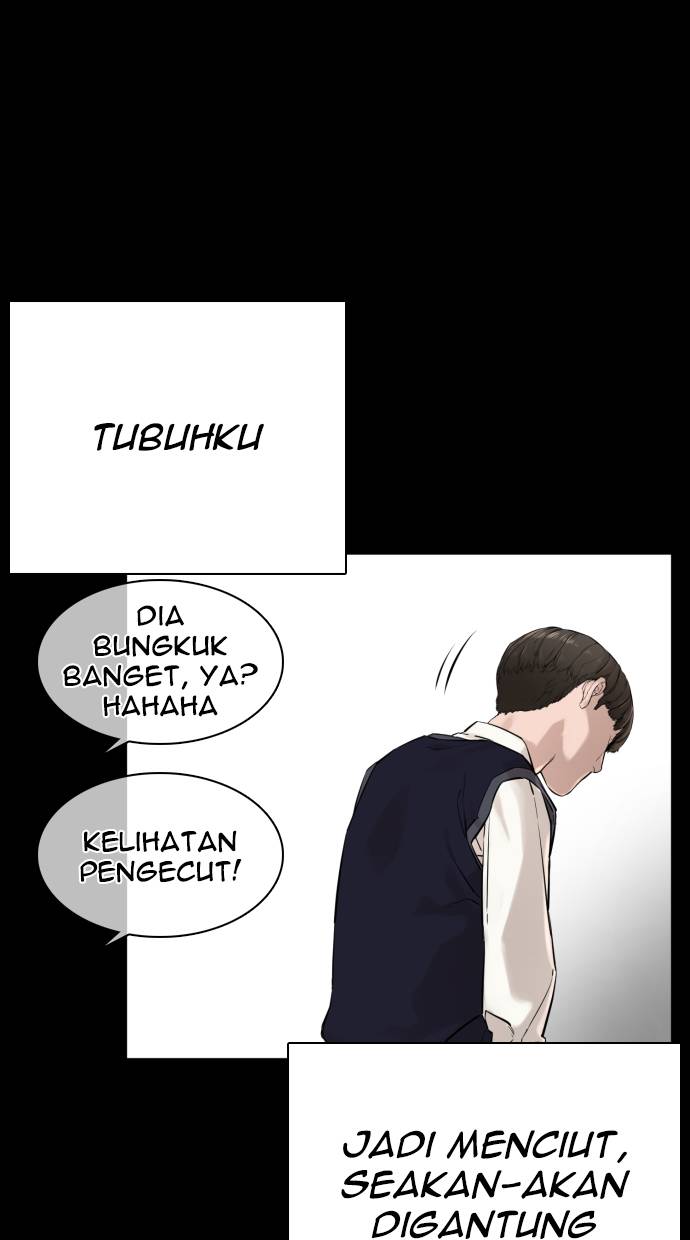 TUBUHKU
DIA
BUNGKUK
BANGET, YA?
HAHAHA
KELIHATAN
PENGECUT!
JADI MENCIUT,
SEAKAN-AKAN
DIGANTUNG